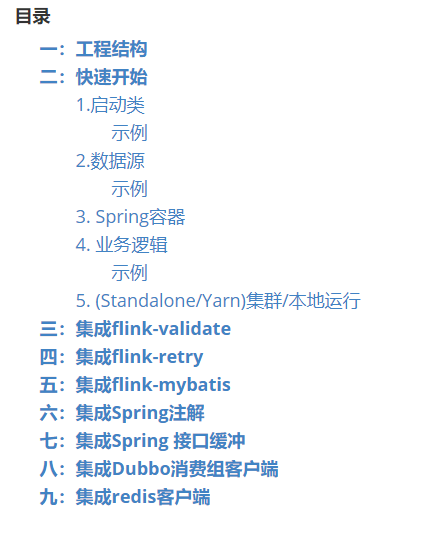 目录
一：工程结构
二：快速开始
1.启动类
示例
2.数据源
示例
3. Spring容器
4. 业务逻辑
示例
5. (Standalone/Yarn)集群/本地运行
三：集成flink-validate
四：集成flink-retry
五：集成flink-mybatis
六：集成Spring注解
七：集成Spring 接口缓冲
八：集成Dubbo消费组客户端
九：集成redis客户端